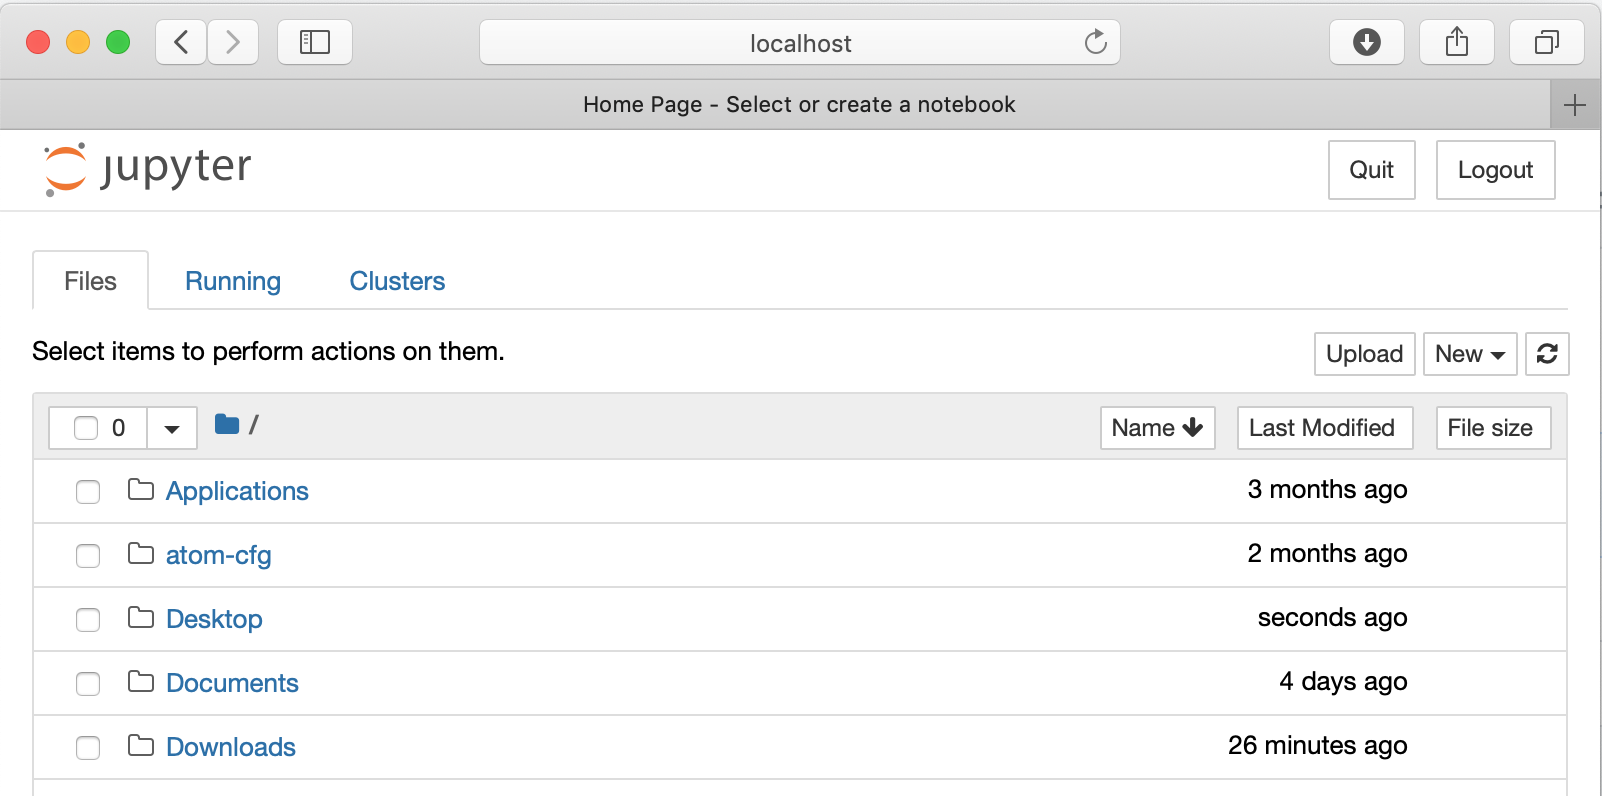 localhost
Home Page - Select or create a notebook
jupyter
Quit Logout
Files Running Clusters
Select items to perform actions on them.
Upload New
0 / Name Last Modified File size
Applications 3 months ago
atom-cfg 2 months ago
Desktop seconds ago
Documents 4 days ago
Downloads 26 minutes ago